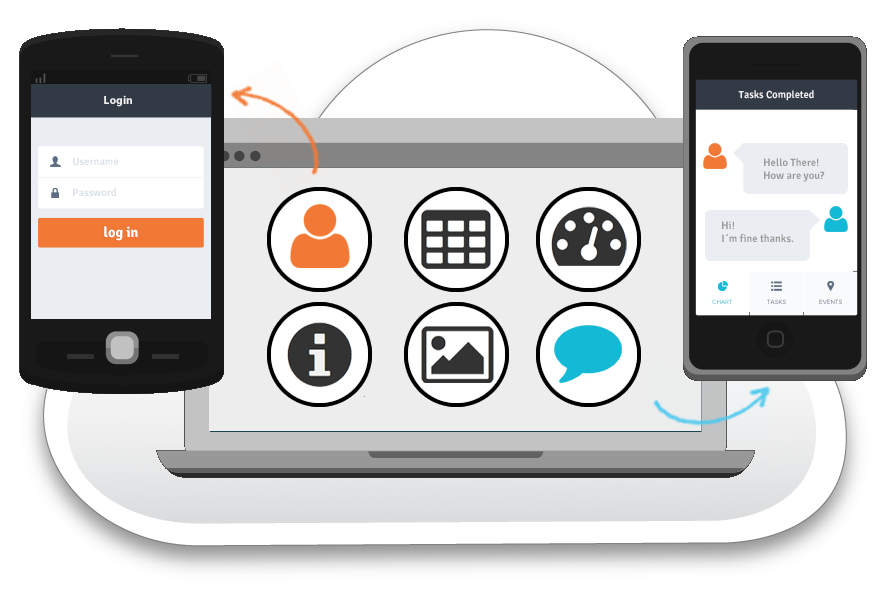 Login
Username
Password
log in
Tasks Completed
Hello There!
How are you?
Hi!
I´m fine thanks.
CHART
TASKS
EVENTS